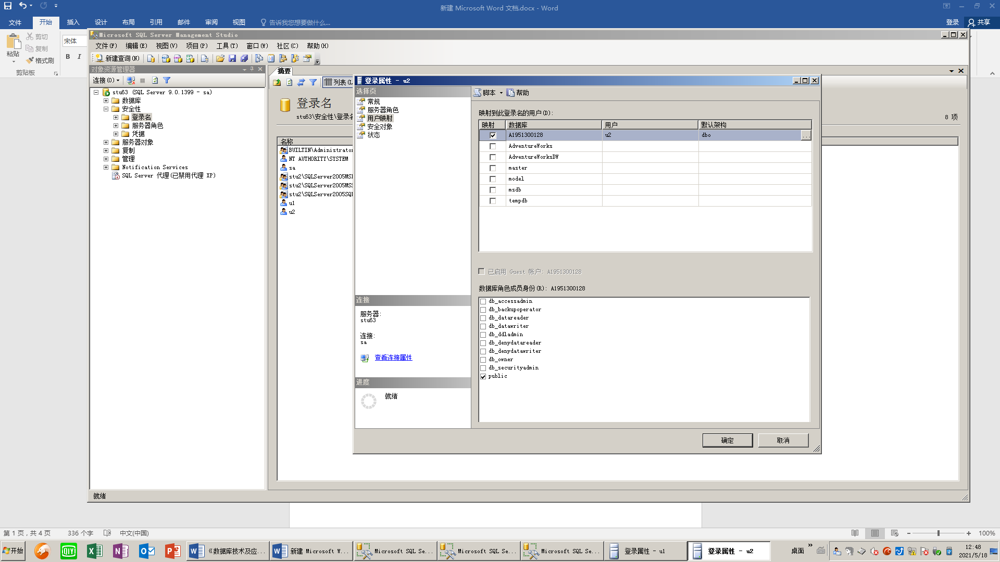 新建 Microsoft Word 文档.docx - Word
文件 开始 插入 设计 布局 引用 邮件 审阅 视图 告诉我您想要做什么... 登录 共享
粘贴 剪切 复制 格式刷 剪贴板
宋体
B I
Microsoft SQL Server Management Studio
文件(F) 编辑(E) 视图(V) 项目(P) 工具(T) 窗口(W) 社区(C) 帮助(H)
新建查询(N)
对象资源管理器
连接(O)
stu63 (SQL Server 9.0.1399 - sa)
数据库
安全性
登录名
服务器角色
凭据
服务器对象
复制
管理
Notification Services
SQL Server 代理(已禁用代理 XP)
就绪
摘要
列表(L
登录名
stu63\安全性\登录名
8 项
名称
BUILTIN\Administrator
NT AUTHORITY\SYSTEM
sa
stu2\SQLServer2005MS
stu2\SQLServer2005MSS
stu2\SQLServer2005SQL
u1
u2
登录属性 - u2
选择页
常规
服务器角色
用户映射
安全对象
状态
连接
服务器:
stu63
连接:
sa
查看连接属性
进度
就绪
脚本 帮助
映射到此登录名的用户(D):
映射 数据库 用户 默认架构
A1951300128 u2 dbo ...
AdventureWorks
AdventureWorksDW
master
model
msdb
tempdb
已启用 Guest 帐户: A1951300128
数据库角色成员身份(R): A1951300128
db_accessadmin
db_backupoperator
db_datareader
db_datawriter
db_ddladmin
db_denydatareader
db_denydatawriter
db_owner
db_securityadmin
public
确定 取消
第 1 页，共 4 页 336 个字 中文(中国) 100%
开始 《数据库技术及应... 新建 Microsoft W... Microsoft SQL Se... Microsoft SQL Se... Microsoft SQL Se... 登录属性 - u1 登录属性 - u2 桌面 12:48
2021/5/18